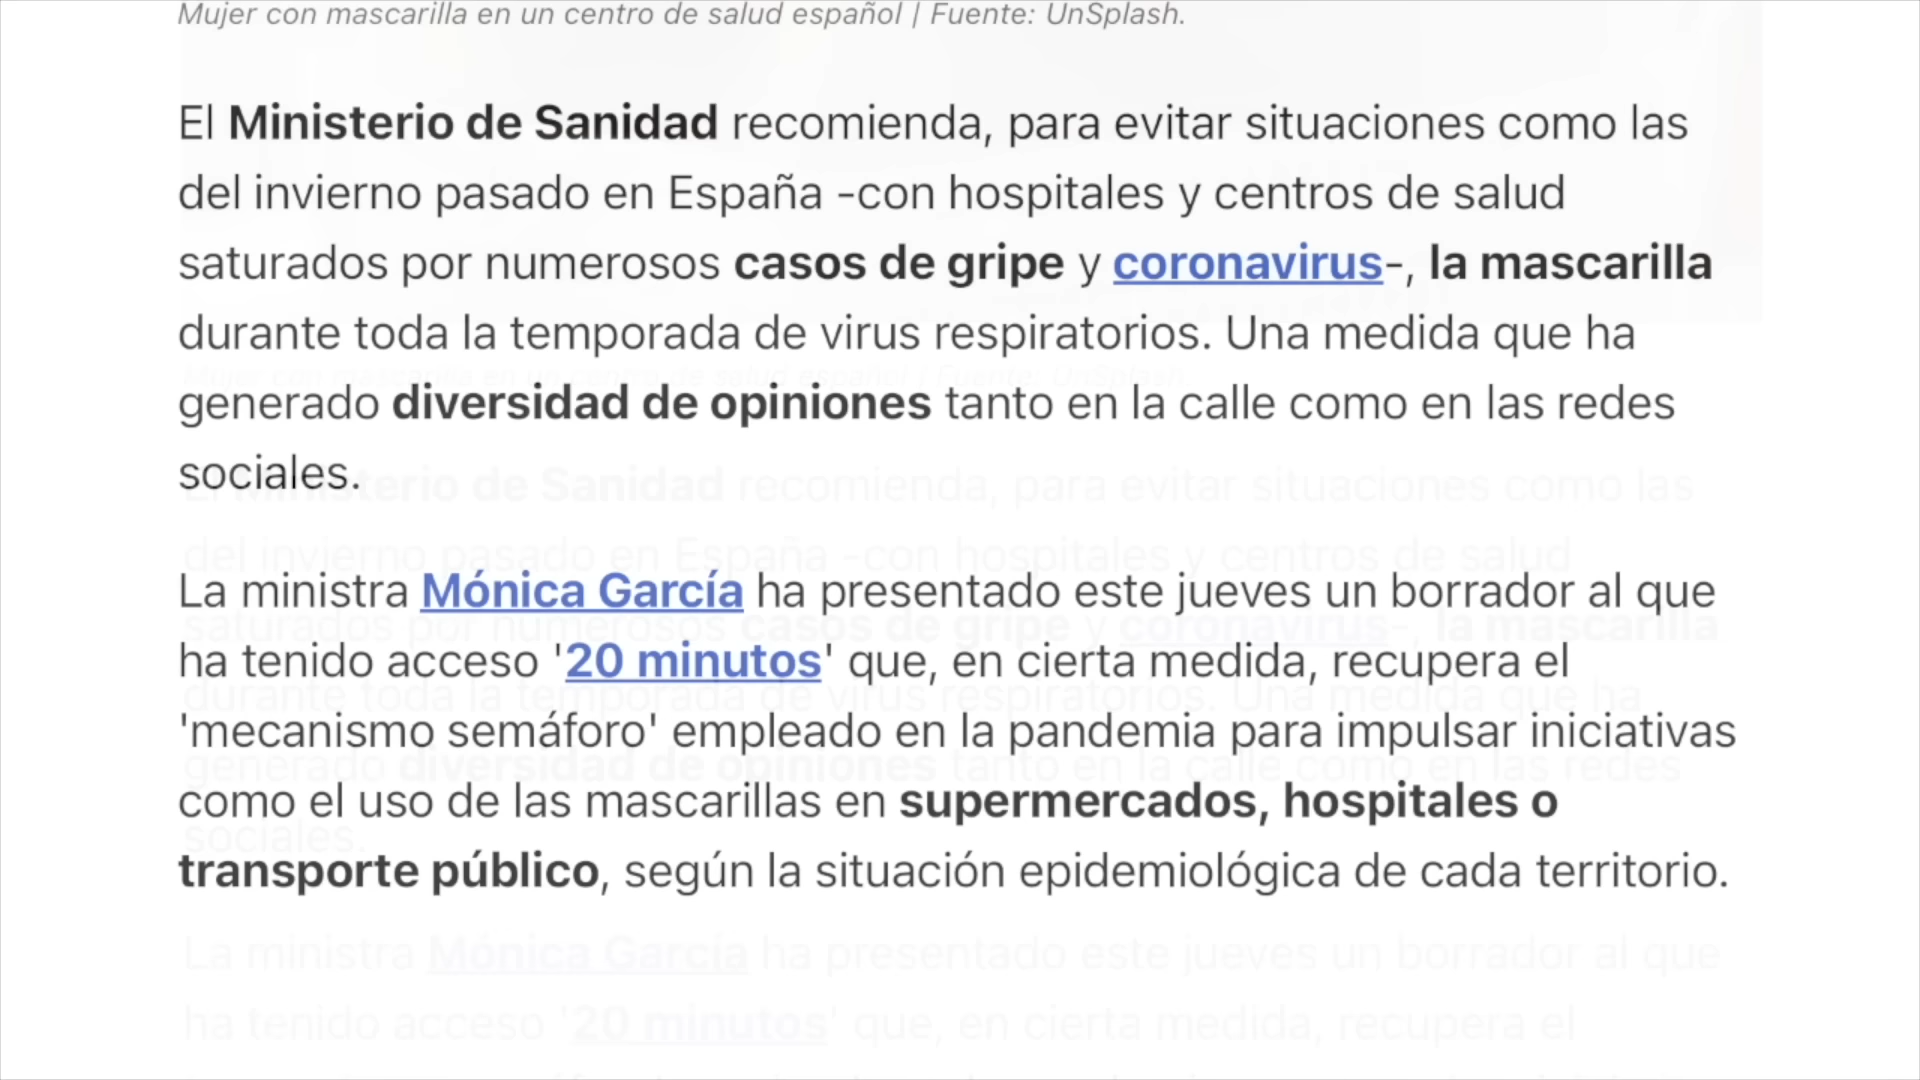 Mujer con mascarilla en un centro de salud español | Fuente: UnSplash.
El Ministerio de Sanidad recomienda, para evitar situaciones como las
del invierno pasado en España -con hospitales y centros de salud
saturados por numerosos casos de gripe y coronavirus-, la mascarilla
durante toda la temporada de virus respiratorios. Una medida que ha
generado diversidad de opiniones tanto en la calle como en las redes
sociales.
La ministra Mónica García ha presentado este jueves un borrador al que
ha tenido acceso '20 minutos' que, en cierta medida, recupera el
'mecanismo semáforo' empleado en la pandemia para impulsar iniciativas
como el uso de las mascarillas en supermercados, hospitales o
transporte público, según la situación epidemiológica de cada territorio.